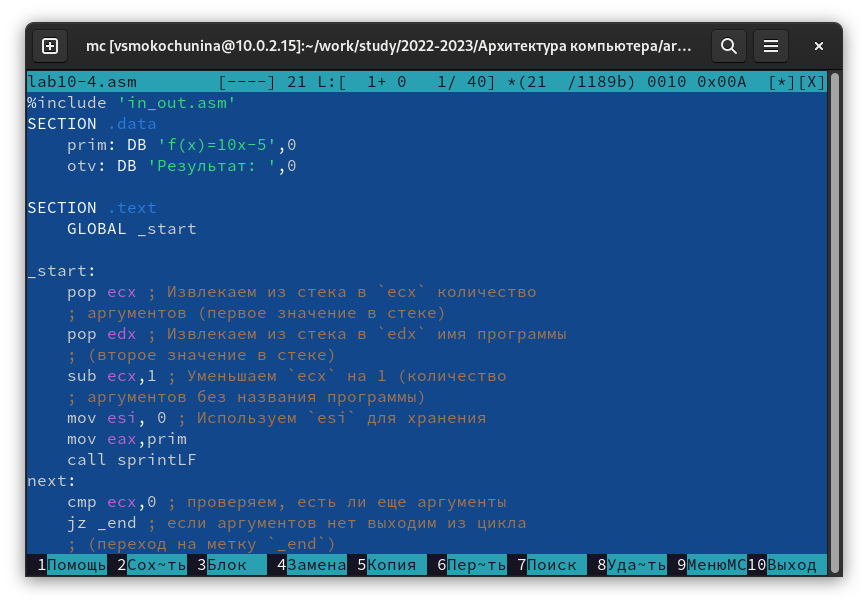 mc [vsmokochunina@10.0.2.15]:~/work/study/2022-2023/Архитектура компьютера/ar...
lab10-4.asm        [----] 21 L:[  1+ 0   1/ 40] *(21  /1189b) 0010 0x00A  [*][X]
%include 'in_out.asm'
SECTION .data
    prim: DB 'f(x)=10x-5',0
    otv: DB 'Результат: ',0
SECTION .text
    GLOBAL _start
_start:
    pop ecx ; Извлекаем из стека в `ecx` количество
    ; аргументов (первое значение в стеке)
    pop edx ; Извлекаем из стека в `edx` имя программы
    ; (второе значение в стеке)
    sub ecx,1 ; Уменьшаем `ecx` на 1 (количество
    ; аргументов без названия программы)
    mov esi, 0 ; Используем `esi` для хранения
    mov eax,prim
    call sprintLF
next:
    cmp ecx,0 ; проверяем, есть ли еще аргументы
    jz _end ; если аргументов нет выходим из цикла
    ; (переход на метку `_end`)
1Помощь 2Сох~ть 3Блок 4Замена 5Копия 6Пер~ть 7Поиск 8Уда~ть 9МенюMC 10Выход